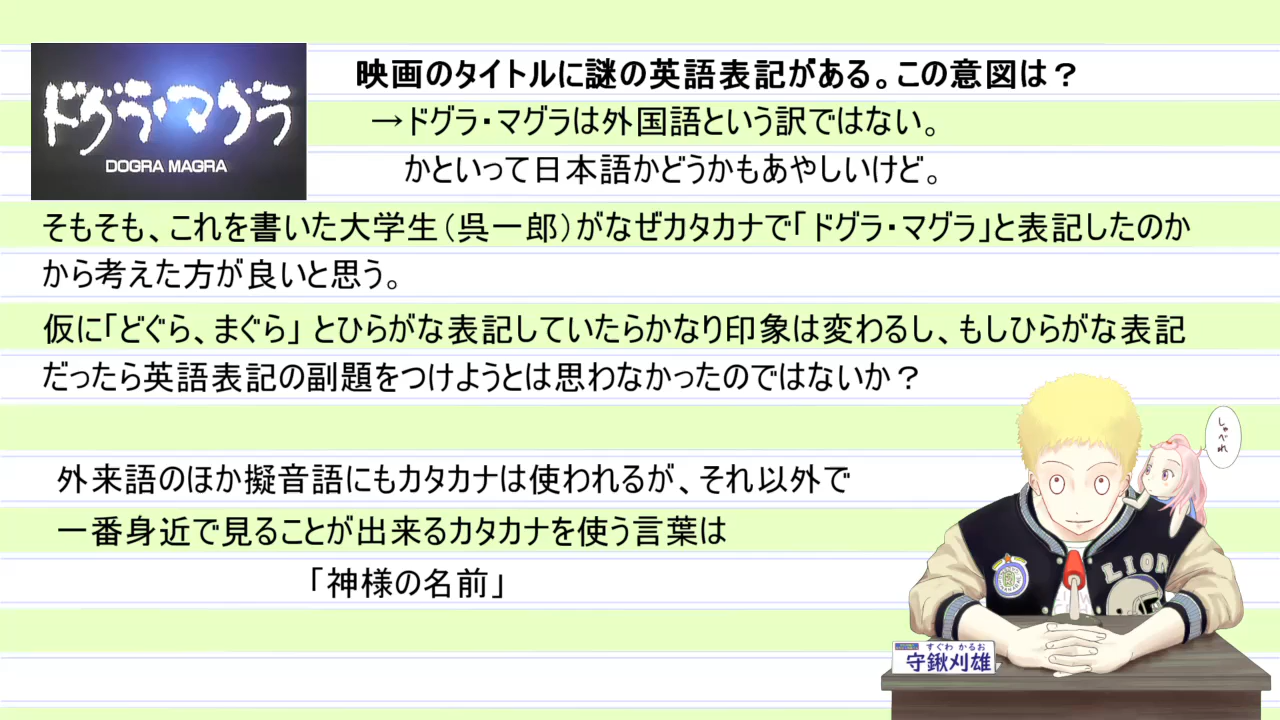 ドグラ・マグラ
DOGRA MAGRA
映画のタイトルに謎の英語表記がある。この意図は？
→ドグラ・マグラは外国語という訳ではない。
かといって日本語かどうかもあやしいけど。
そもそも、これを書いた大学生（呉一郎）がなぜカタカナで「ドグラ・マグラ」と表記したのか
から考えた方が良いと思う。
仮に「どぐら、まぐら」とひらがな表記していたらかなり印象は変わるし、もしひらがな表記
だったら英語表記の副題をつけようとは思わなかったのではないか？
外来語のほか擬音語にもカタカナは使われるが、それ以外で
一番身近で見ることが出来るカタカナを使う言葉は
「神様の名前」
しゃべれ
LION
すぐわ かるお
守鍬刈雄